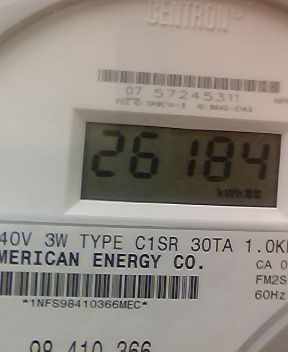 CENTRON®
07 57245311
26184
kWh
40V 3W TYPE C1SR 30TA 1.0K
MERICAN ENERGY CO.
CA 0
FM2S
60Hz
*1NFS98410366MEC*
98 410 366